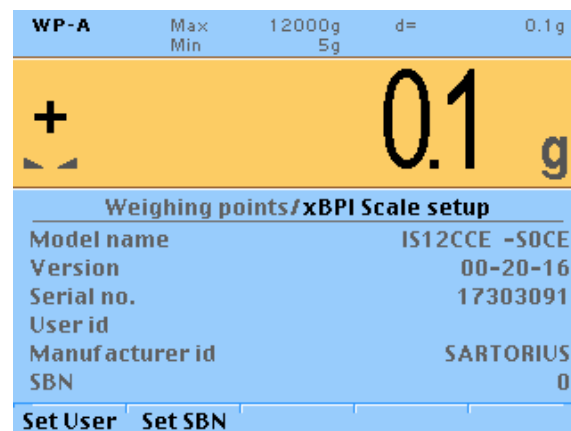 WP-A Max 12000g d= 0.1g
Min 5g
+ 0.1 g
Weighing points/xBPI Scale setup
Model name IS12CCE -S0CE
Version 00-20-16
Serial no. 17303091
User id
Manufacturer id SARTORIUS
SBN 0
Set User Set SBN